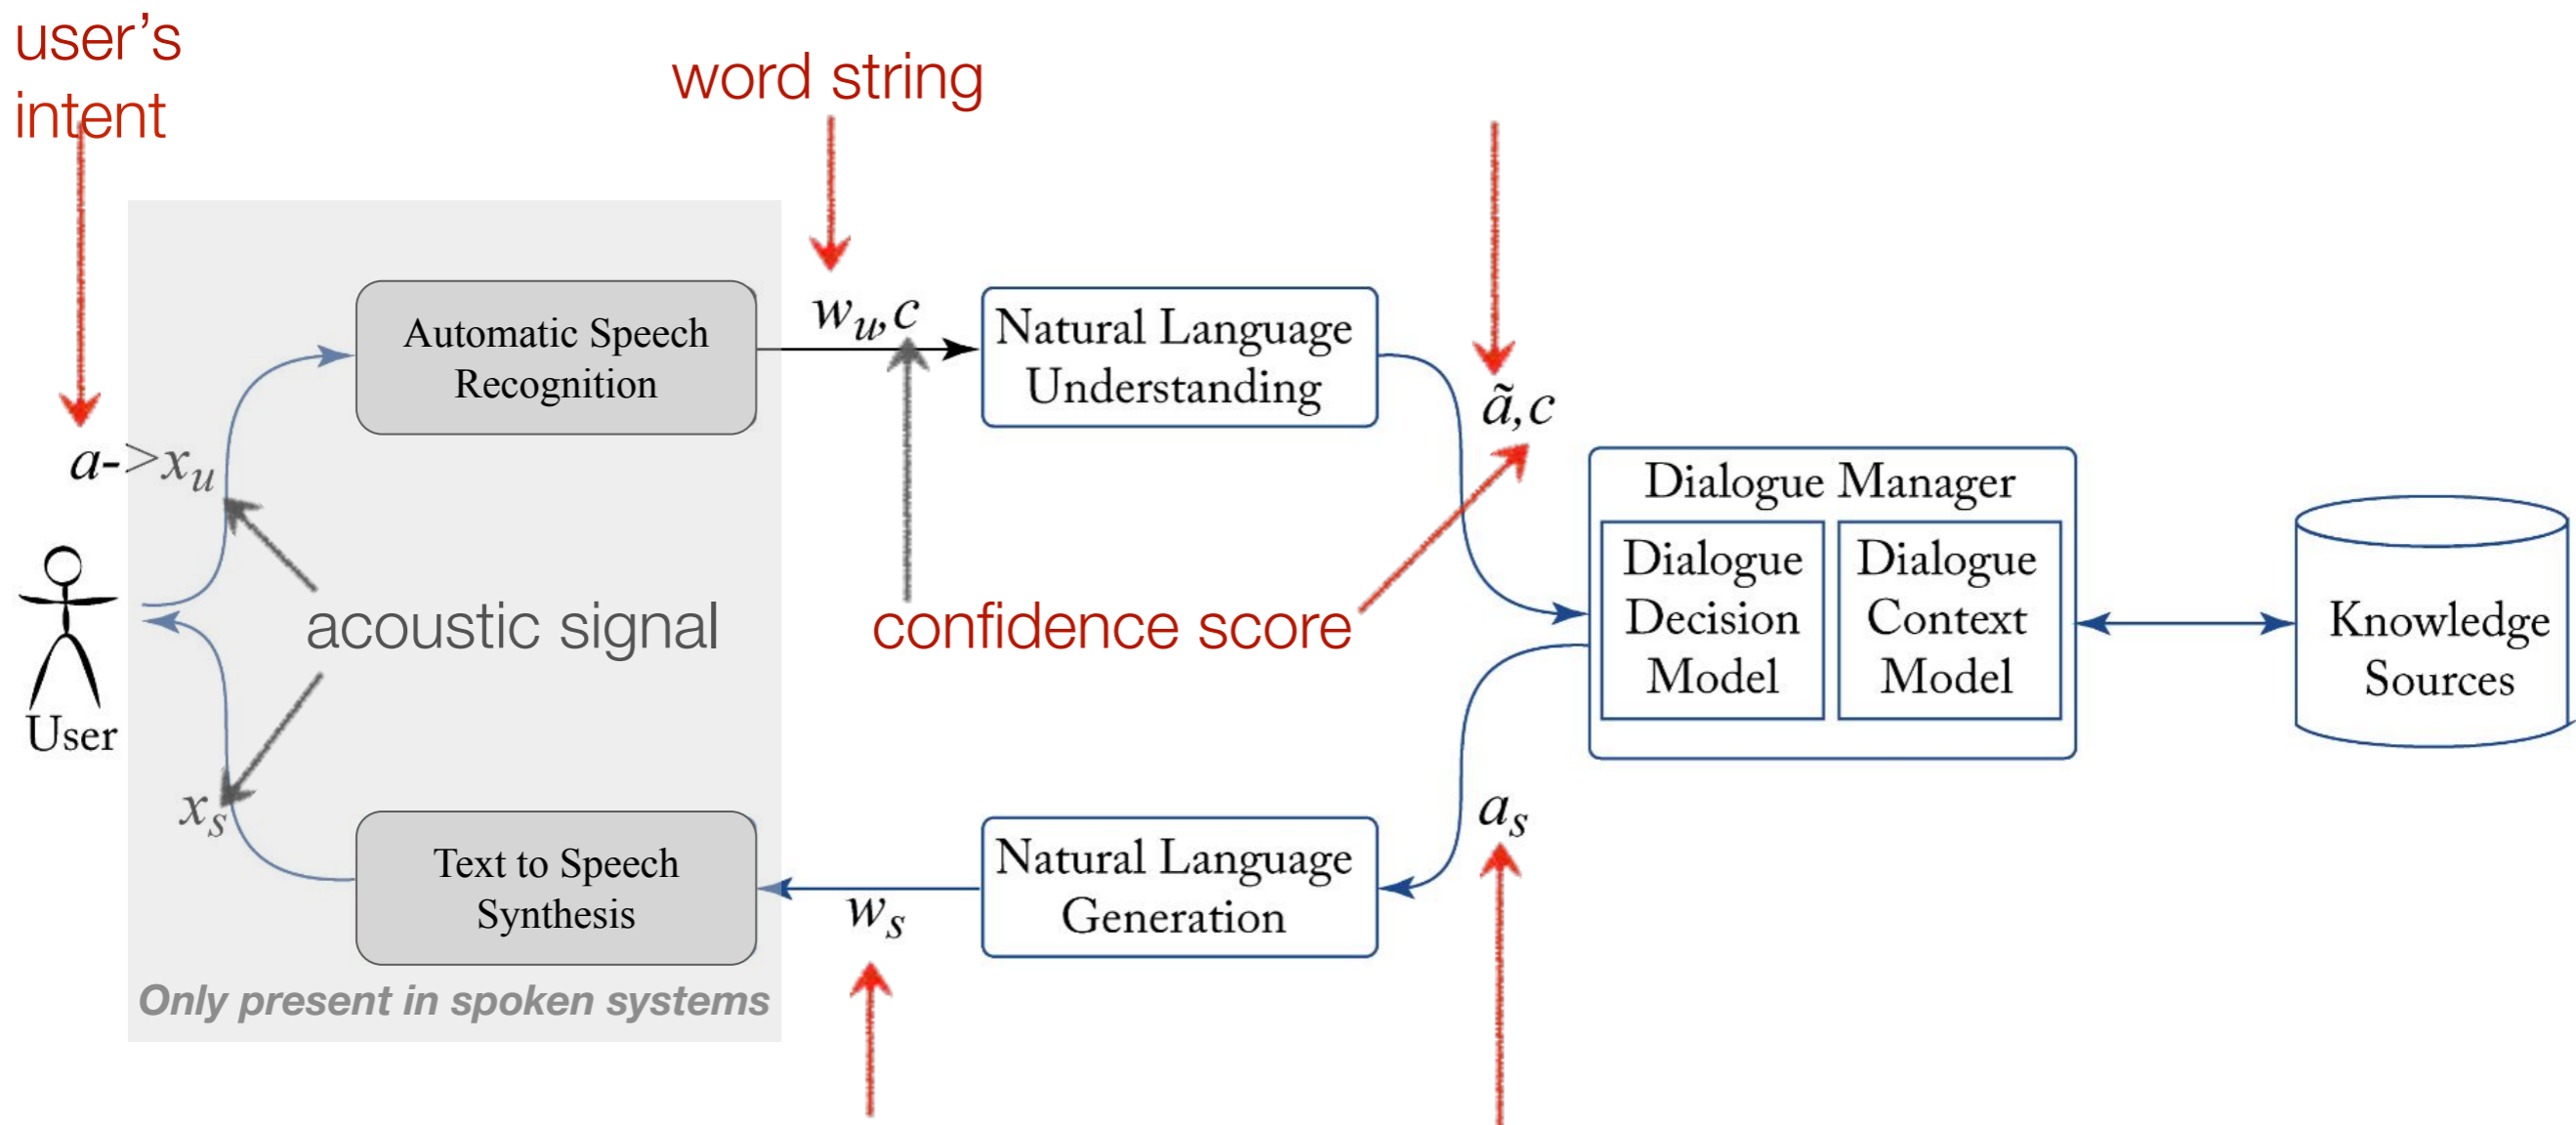 user's
intent
word string
Automatic Speech
Recognition
w_u,c
Natural Language
Understanding
ã,c
a->x_u
Dialogue Manager
Dialogue
Decision
Model
Dialogue
Context
Model
Knowledge
Sources
acoustic signal
confidence score
User
x_s
Text to Speech
Synthesis
w_s
Natural Language
Generation
a_s
Only present in spoken systems